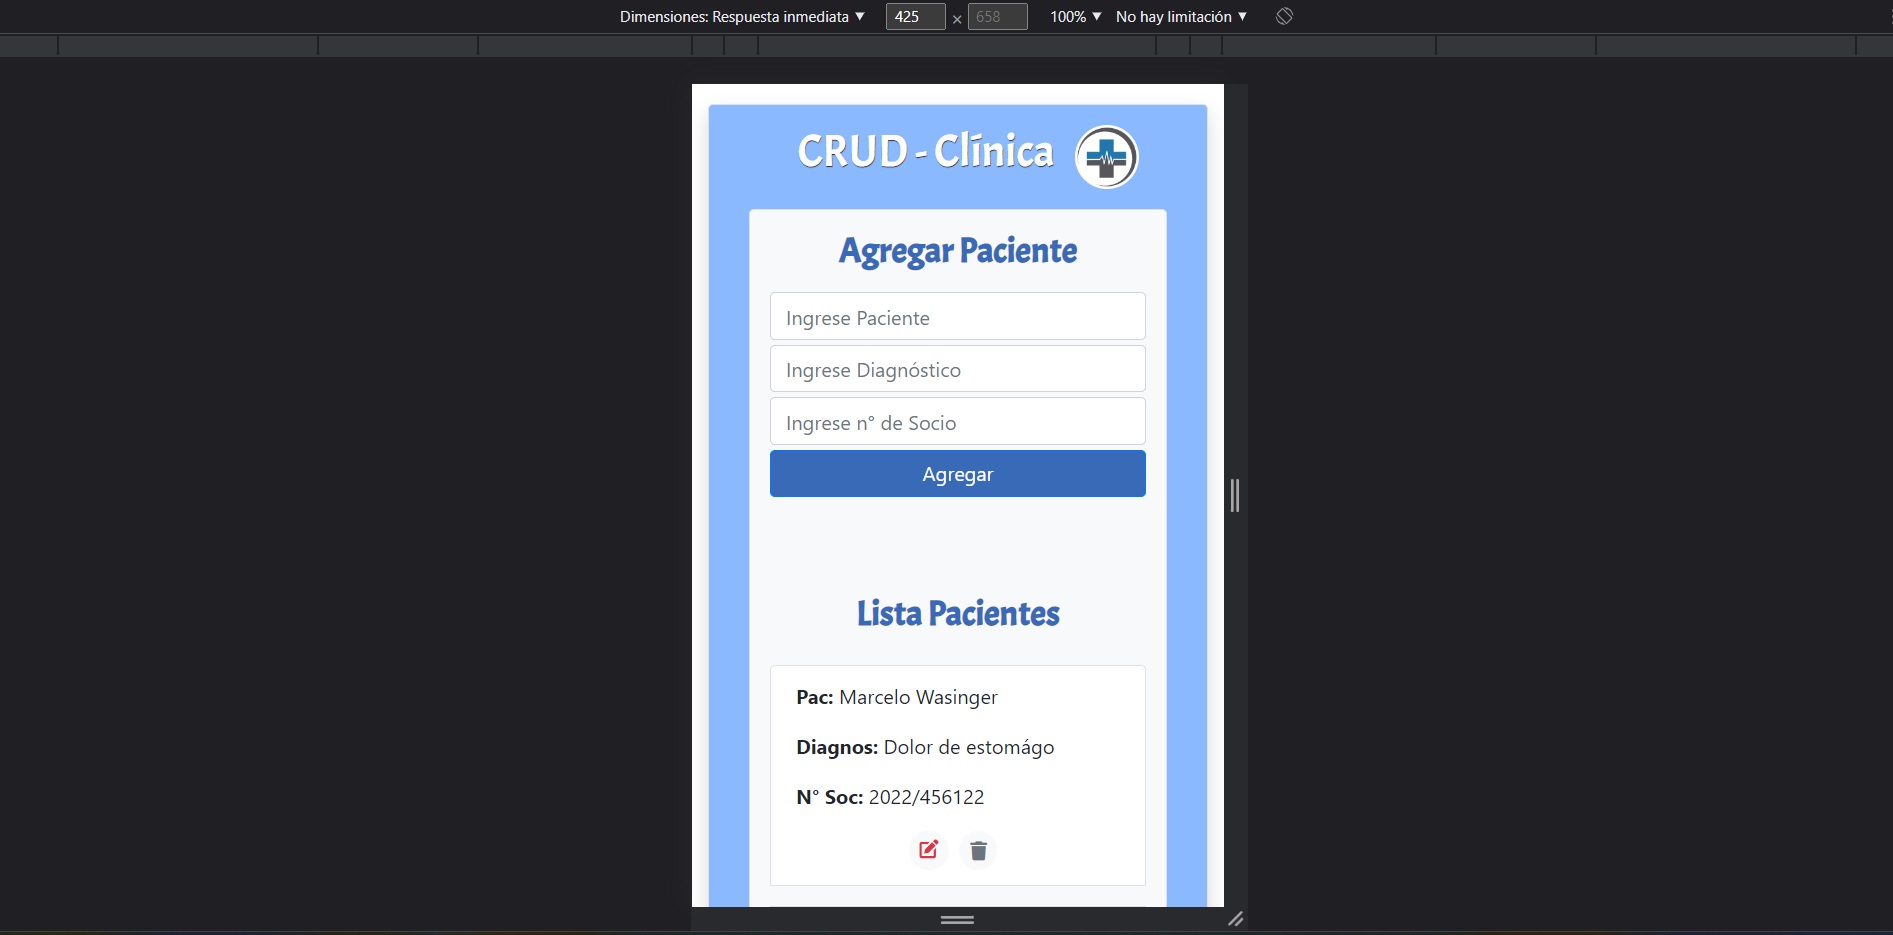 Dimensiones: Respuesta inmediata ▼ 425 × 658 100% ▼ No hay limitación ▼
CRUD - Clínica
Agregar Paciente
Ingrese Paciente
Ingrese Diagnóstico
Ingrese n° de Socio
Agregar
Lista Pacientes
Pac: Marcelo Wasinger
Diagnos: Dolor de estomágo
N° Soc: 2022/456122